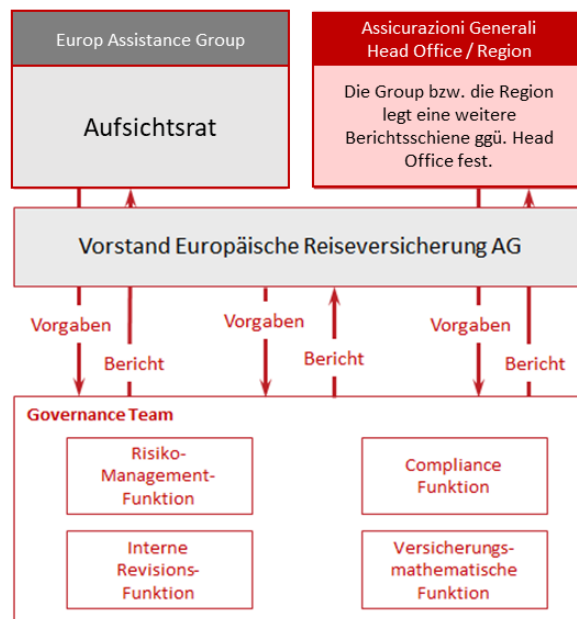 Europ Assistance Group
Aufsichtsrat
Assicurazioni Generali
Head Office / Region
Die Group bzw. die Region
legt eine weitere
Berichtsschiene ggü. Head
Office fest.
Vorstand Europäische Reiseversicherung AG
Vorgaben
Bericht
Vorgaben
Bericht
Vorgaben
Bericht
Governance Team
Risiko-
Management-
Funktion
Compliance
Funktion
Interne
Revisions-
Funktion
Versicherungs-
mathematische
Funktion